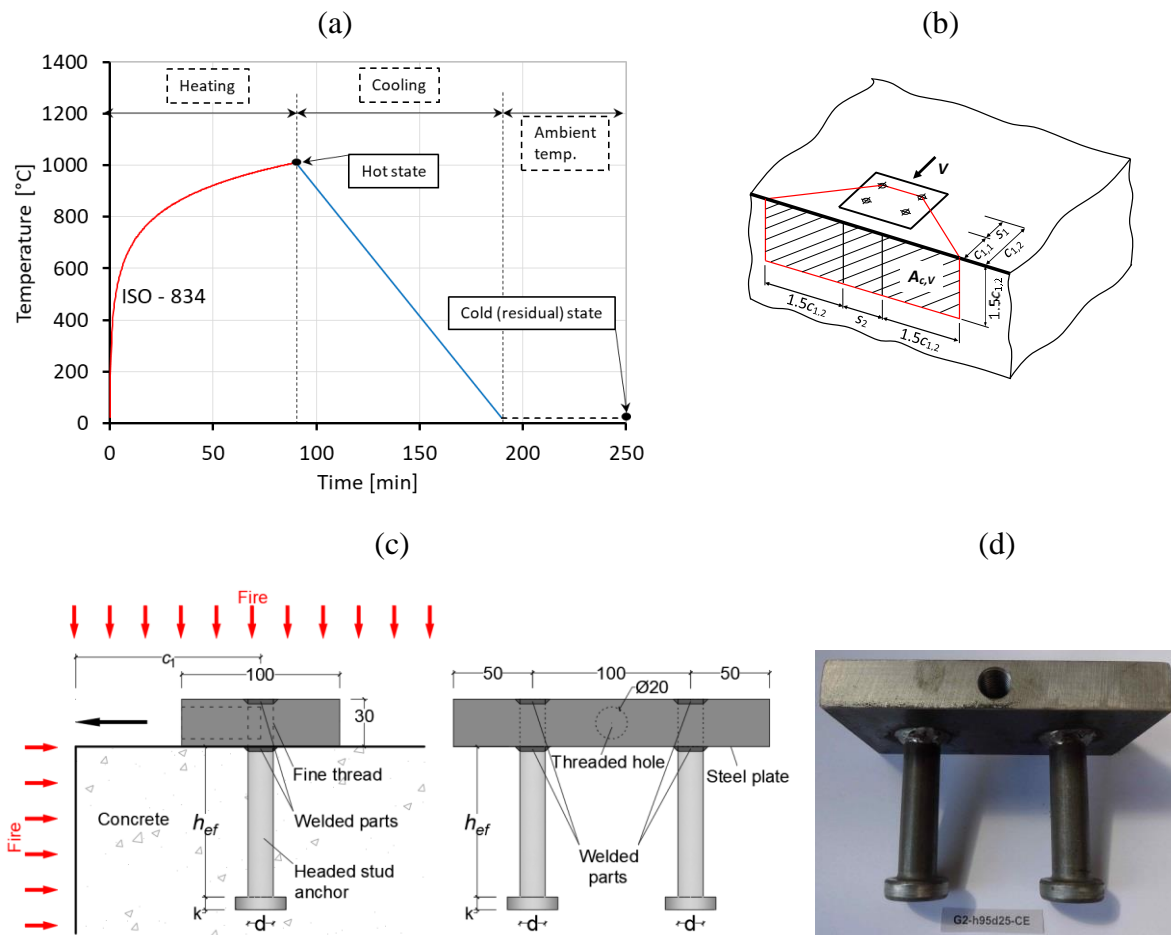 (a)
1400
1200
1000
800
600
400
200
0
Temperature [°C]
Heating
Cooling
Ambient
temp.
Hot state
Cold (residual) state
ISO - 834
0
50
100
150
200
250
Time [min]
(b)
V
s1
c1,1
c1,2
Ac,V
1.5c1,2
1.5c1,2
s2
1.5c1,2
(c)
Fire
c1
100
30
Fine thread
Concrete
hef
Welded parts
Fire
Headed stud
anchor
k
d
50
100
50
Ø20
Threaded hole
Steel plate
hef
Welded
parts
k
d
d
(d)
G2-h95d25-CE